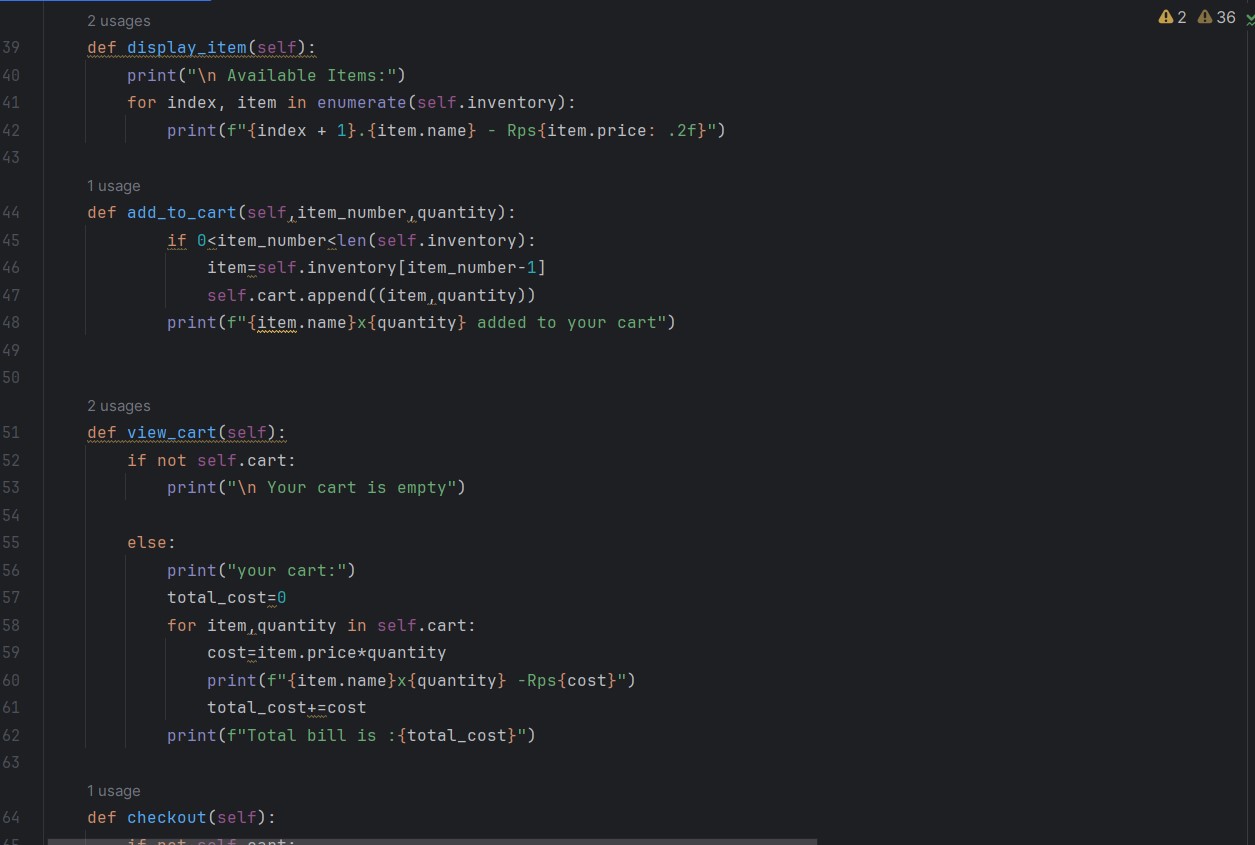 2 usages
2 36
39 def display_item(self):
40 print("\n Available Items:")
41 for index, item in enumerate(self.inventory):
42 print(f"{index + 1}.{item.name} - Rps{item.price: .2f}")
43
1 usage
44 def add_to_cart(self,item_number,quantity):
45 if 0<item_number<len(self.inventory):
46 item=self.inventory[item_number-1]
47 self.cart.append((item,quantity))
48 print(f"{item.name}x{quantity} added to your cart")
49
50
2 usages
51 def view_cart(self):
52 if not self.cart:
53 print("\n Your cart is empty")
54
55 else:
56 print("your cart:")
57 total_cost=0
58 for item,quantity in self.cart:
59 cost=item.price*quantity
60 print(f"{item.name}x{quantity} -Rps{cost}")
61 total_cost+=cost
62 print(f"Total bill is :{total_cost}")
63
1 usage
64 def checkout(self):
65 if not self.cart: